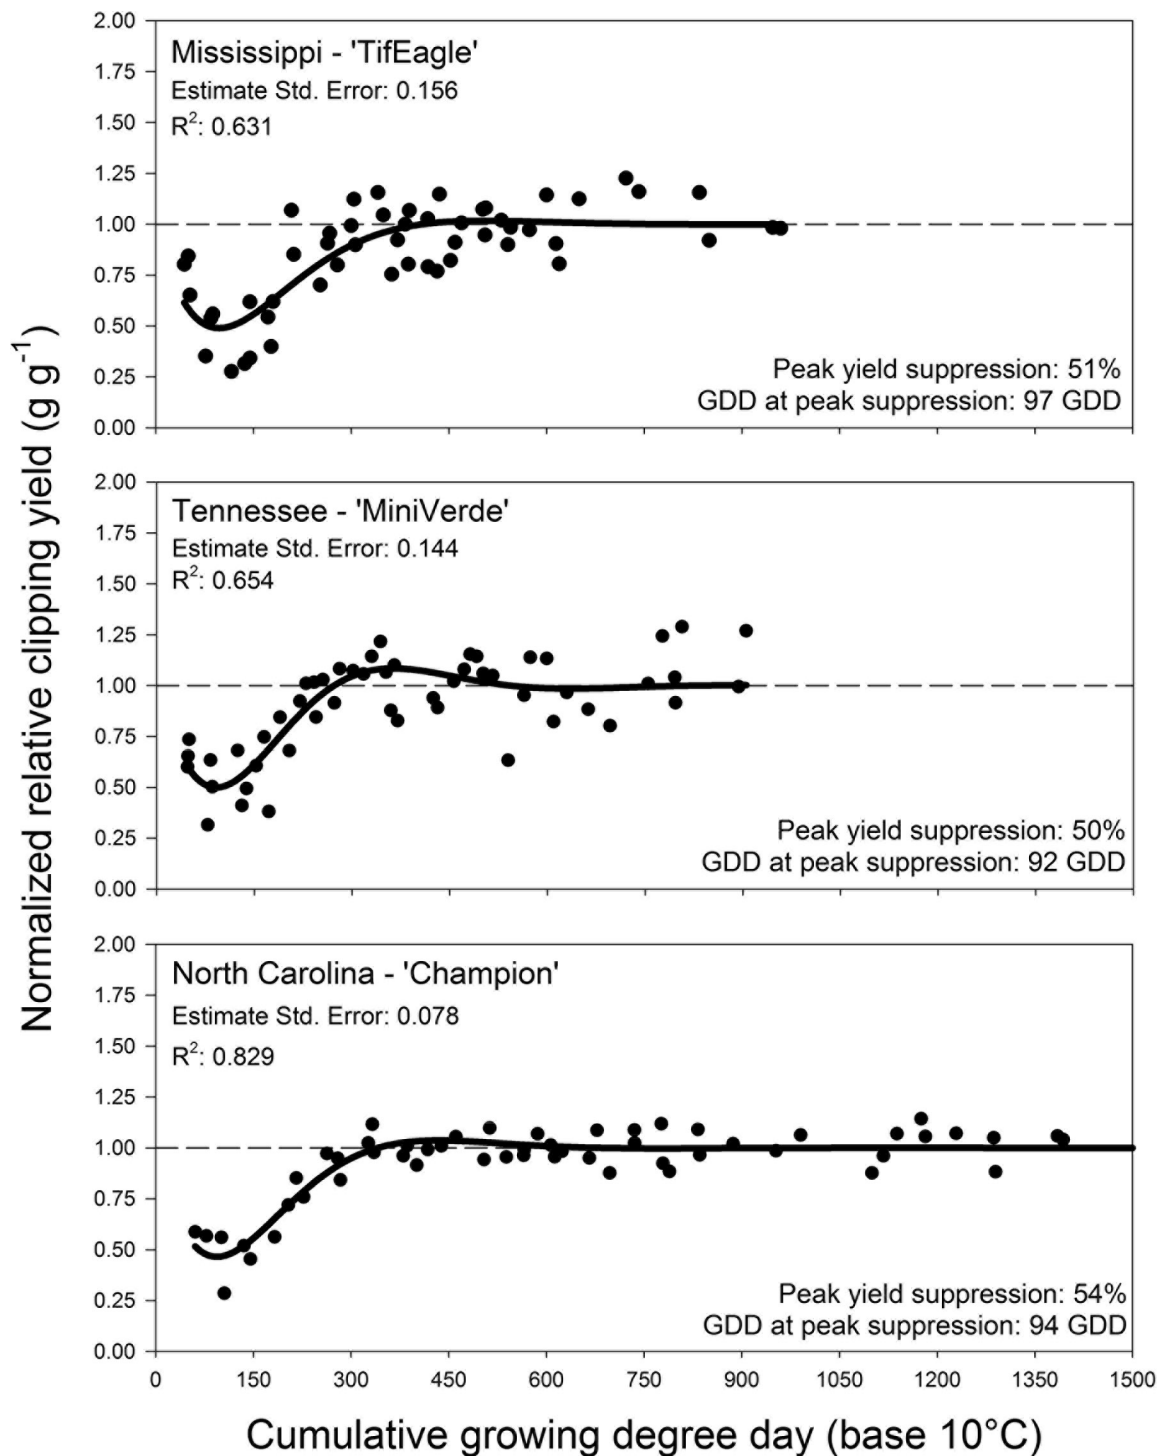 Normalized relative clipping yield (g g⁻¹)
2.00
1.75
1.50
1.25
1.00
0.75
0.50
0.25
0.00
Mississippi - 'TifEagle'
Estimate Std. Error: 0.156
R²: 0.631
Peak yield suppression: 51%
GDD at peak suppression: 97 GDD
2.00
1.75
1.50
1.25
1.00
0.75
0.50
0.25
0.00
Tennessee - 'MiniVerde'
Estimate Std. Error: 0.144
R²: 0.654
Peak yield suppression: 50%
GDD at peak suppression: 92 GDD
2.00
1.75
1.50
1.25
1.00
0.75
0.50
0.25
0.00
North Carolina - 'Champion'
Estimate Std. Error: 0.078
R²: 0.829
Peak yield suppression: 54%
GDD at peak suppression: 94 GDD
0 150 300 450 600 750 900 1050 1200 1350 1500
Cumulative growing degree day (base 10°C)